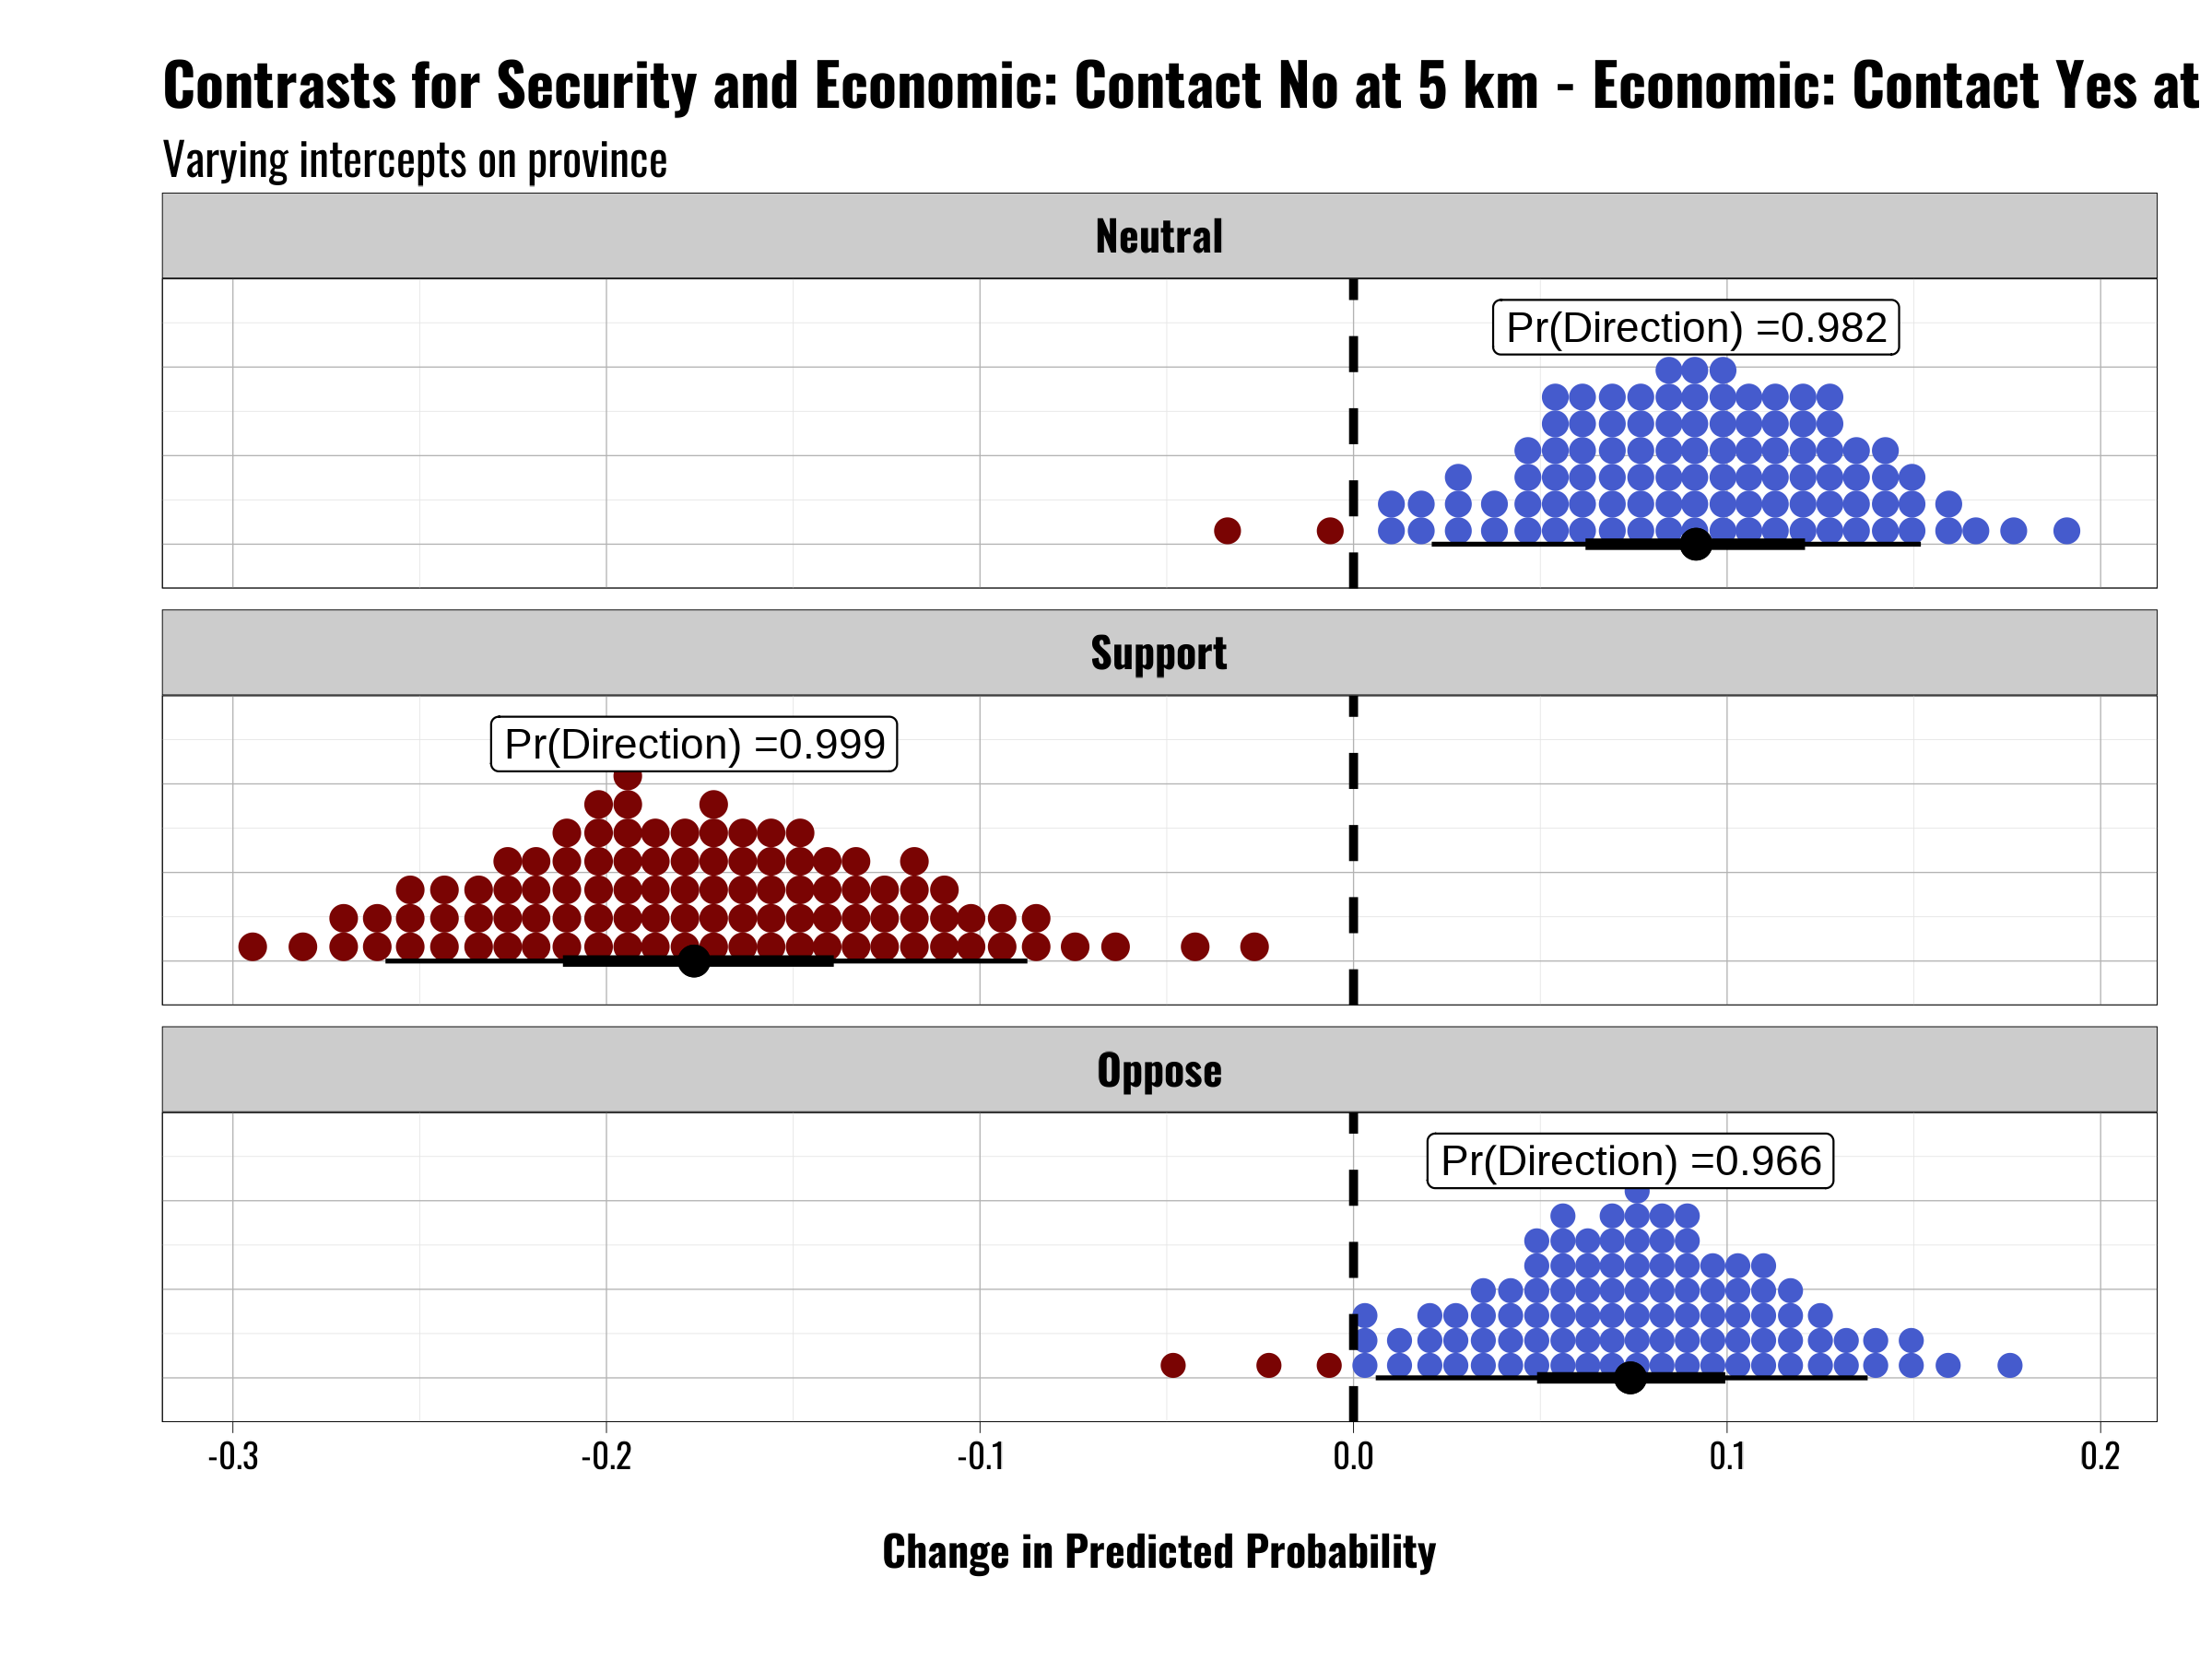 Contrasts for Security and Economic: Contact No at 5 km - Economic: Contact Yes at
Varying intercepts on province
Neutral
Pr(Direction) =0.982
Support
Pr(Direction) =0.999
Oppose
Pr(Direction) =0.966
-0.3 -0.2 -0.1 0.0 0.1 0.2
Change in Predicted Probability